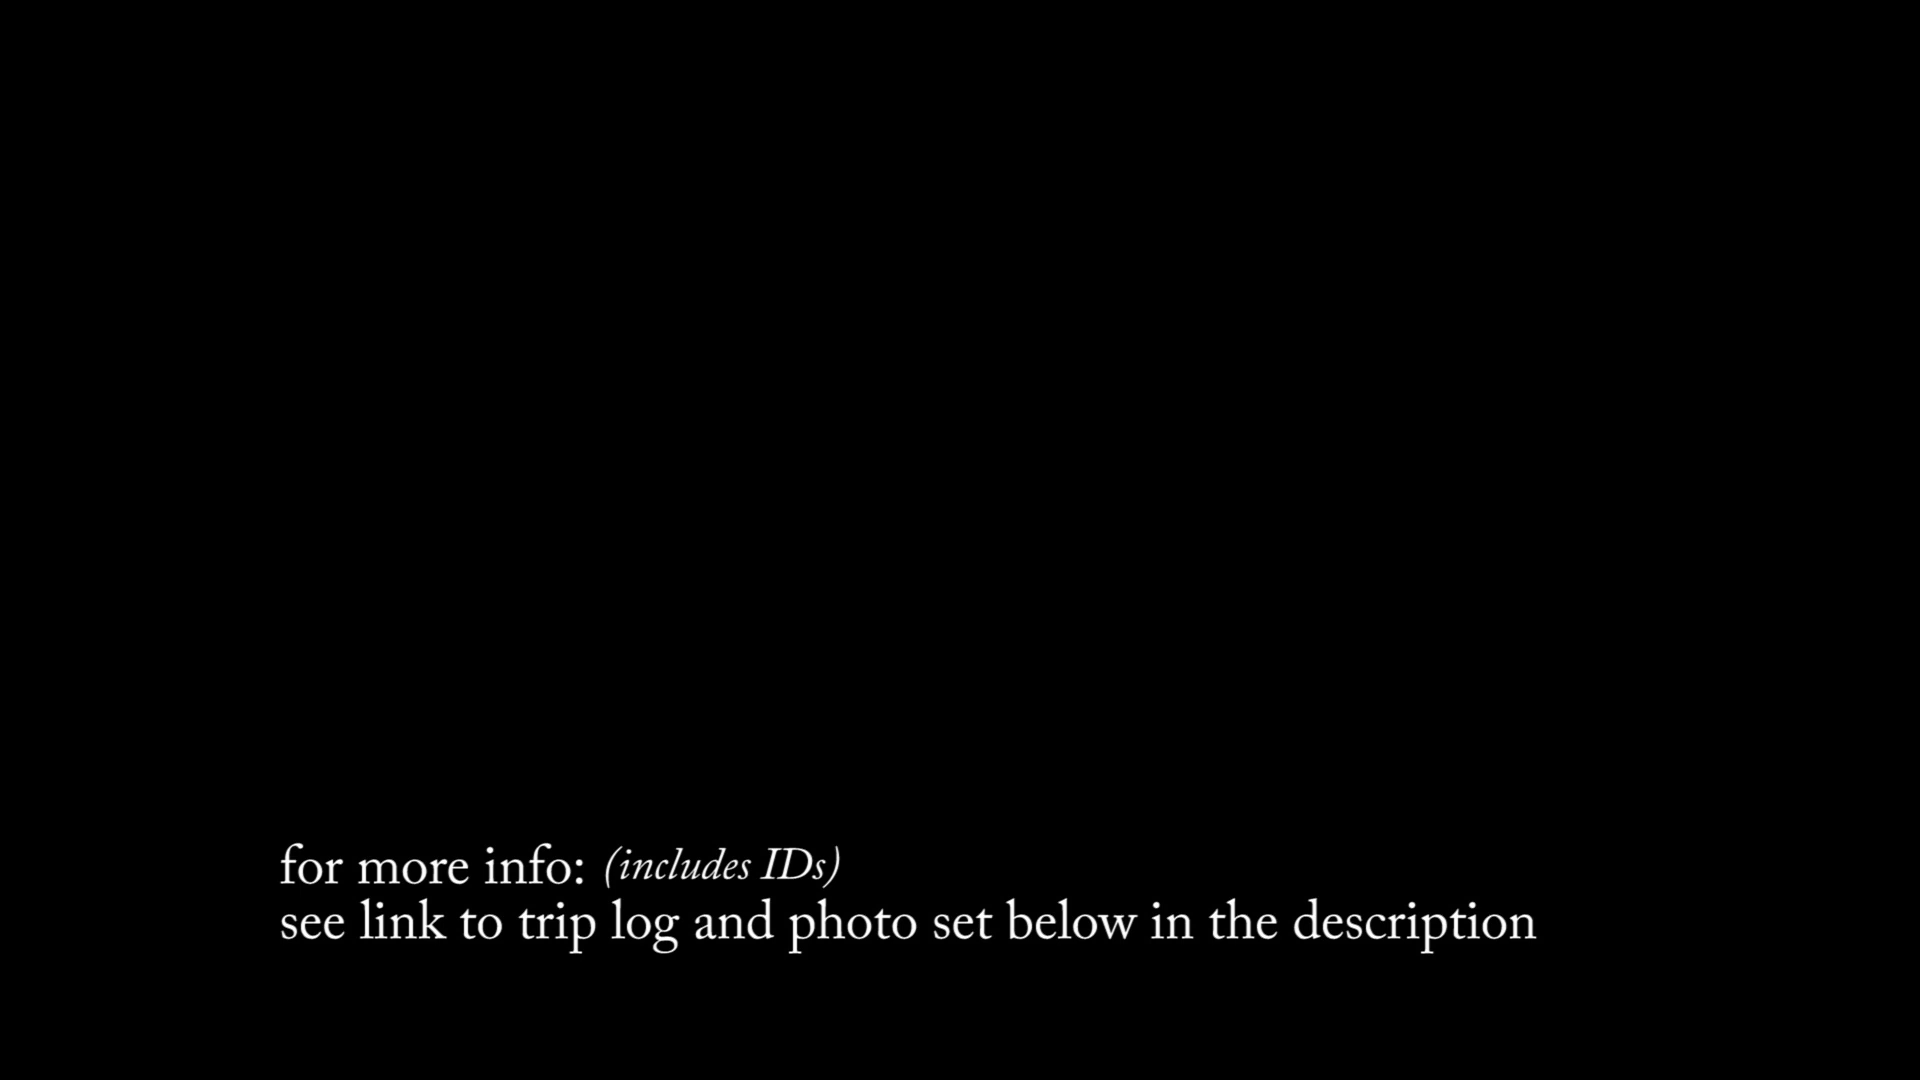 for more info: (includes IDs)
see link to trip log and photo set below in the description